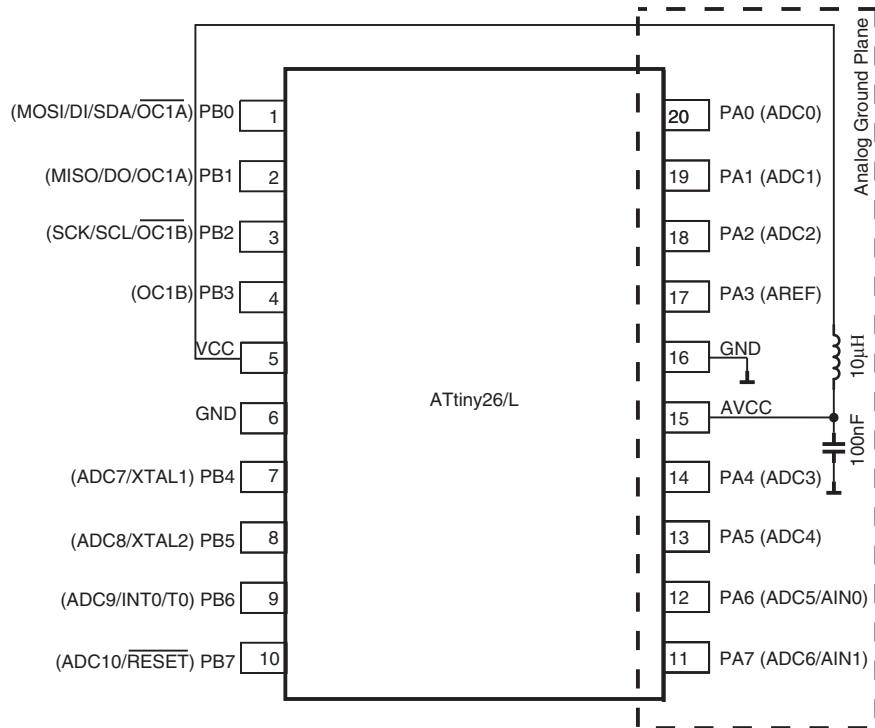 Analog Ground Plane
(MOSI/DI/SDA/OC1A) PB0
1
20
PA0 (ADC0)
(MISO/DO/OC1A) PB1
2
19
PA1 (ADC1)
(SCK/SCL/OC1B) PB2
3
18
PA2 (ADC2)
(OC1B) PB3
4
17
PA3 (AREF)
VCC
5
16
GND
10µH
ATtiny26/L
GND
6
15
AVCC
100nF
(ADC7/XTAL1) PB4
7
14
PA4 (ADC3)
(ADC8/XTAL2) PB5
8
13
PA5 (ADC4)
(ADC9/INT0/T0) PB6
9
12
PA6 (ADC5/AIN0)
(ADC10/RESET) PB7
10
11
PA7 (ADC6/AIN1)